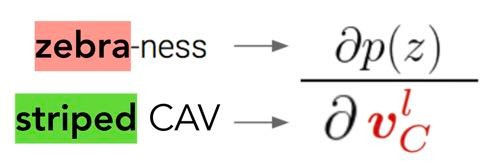 zebra-ness → ∂p(z)
striped CAV → ∂v_C^l